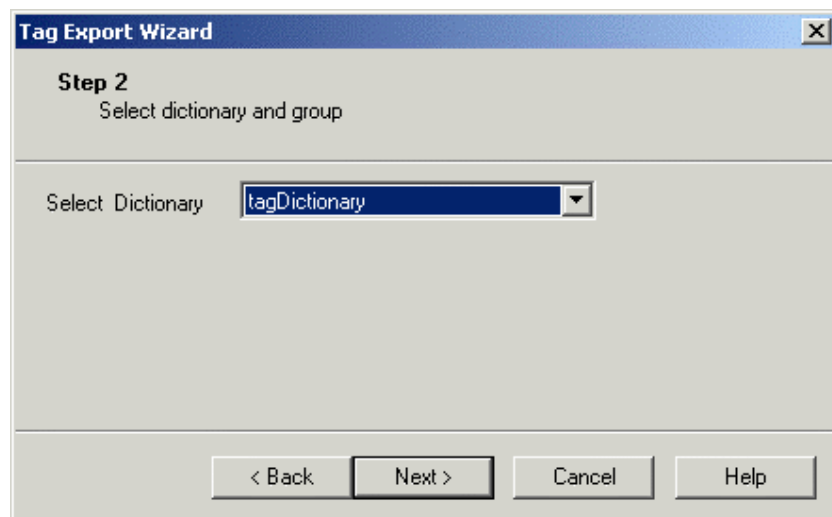 Tag Export Wizard
Step 2
Select dictionary and group
Select Dictionary tagDictionary
< Back Next > Cancel Help